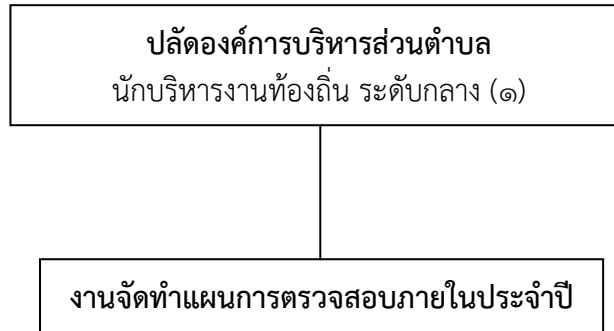 ปลัดองค์การบริหารส่วนตำบล
นักบริหารงานท้องถิ่น ระดับกลาง (๑)
งานจัดทำแผนการตรวจสอบภายในประจำปี